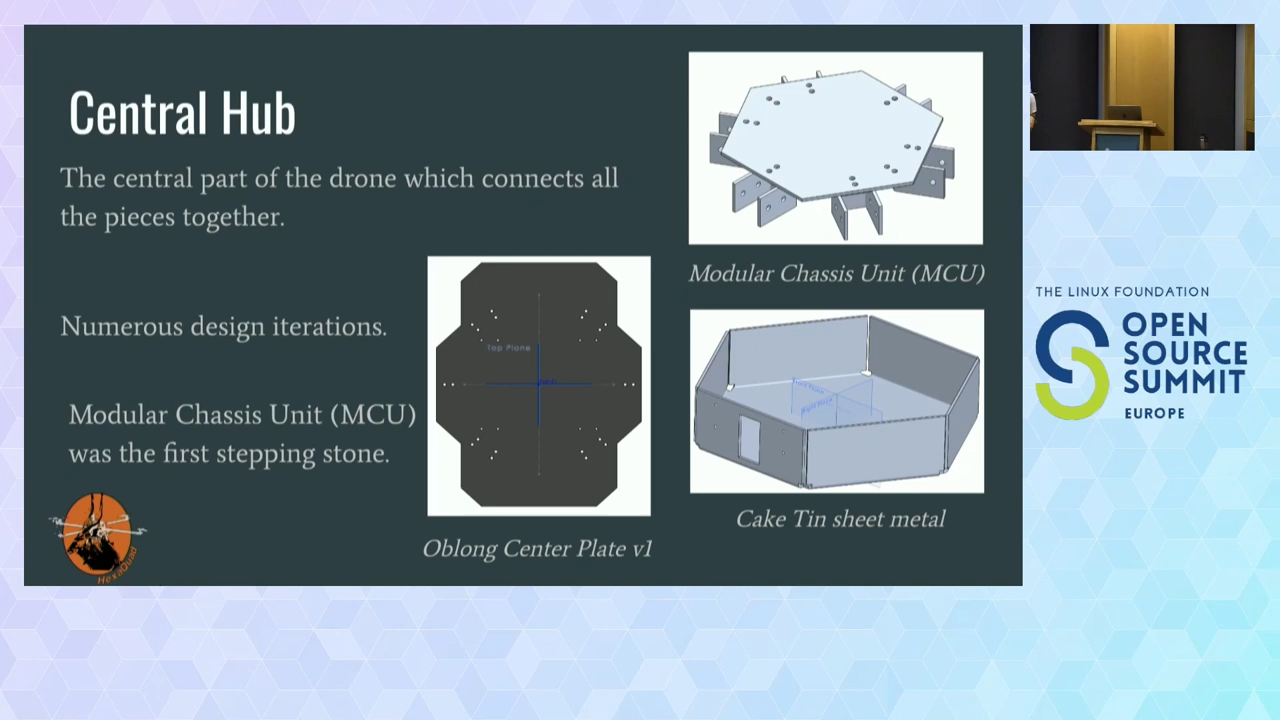 Central Hub
The central part of the drone which connects all
the pieces together.
Numerous design iterations.
Modular Chassis Unit (MCU)
was the first stepping stone.
Top Plane
Oblong Center Plate v1
Modular Chassis Unit (MCU)
Cake Tin sheet metal
HexaQuad
THE LINUX FOUNDATION
OPEN
SOURCE
SUMMIT
EUROPE